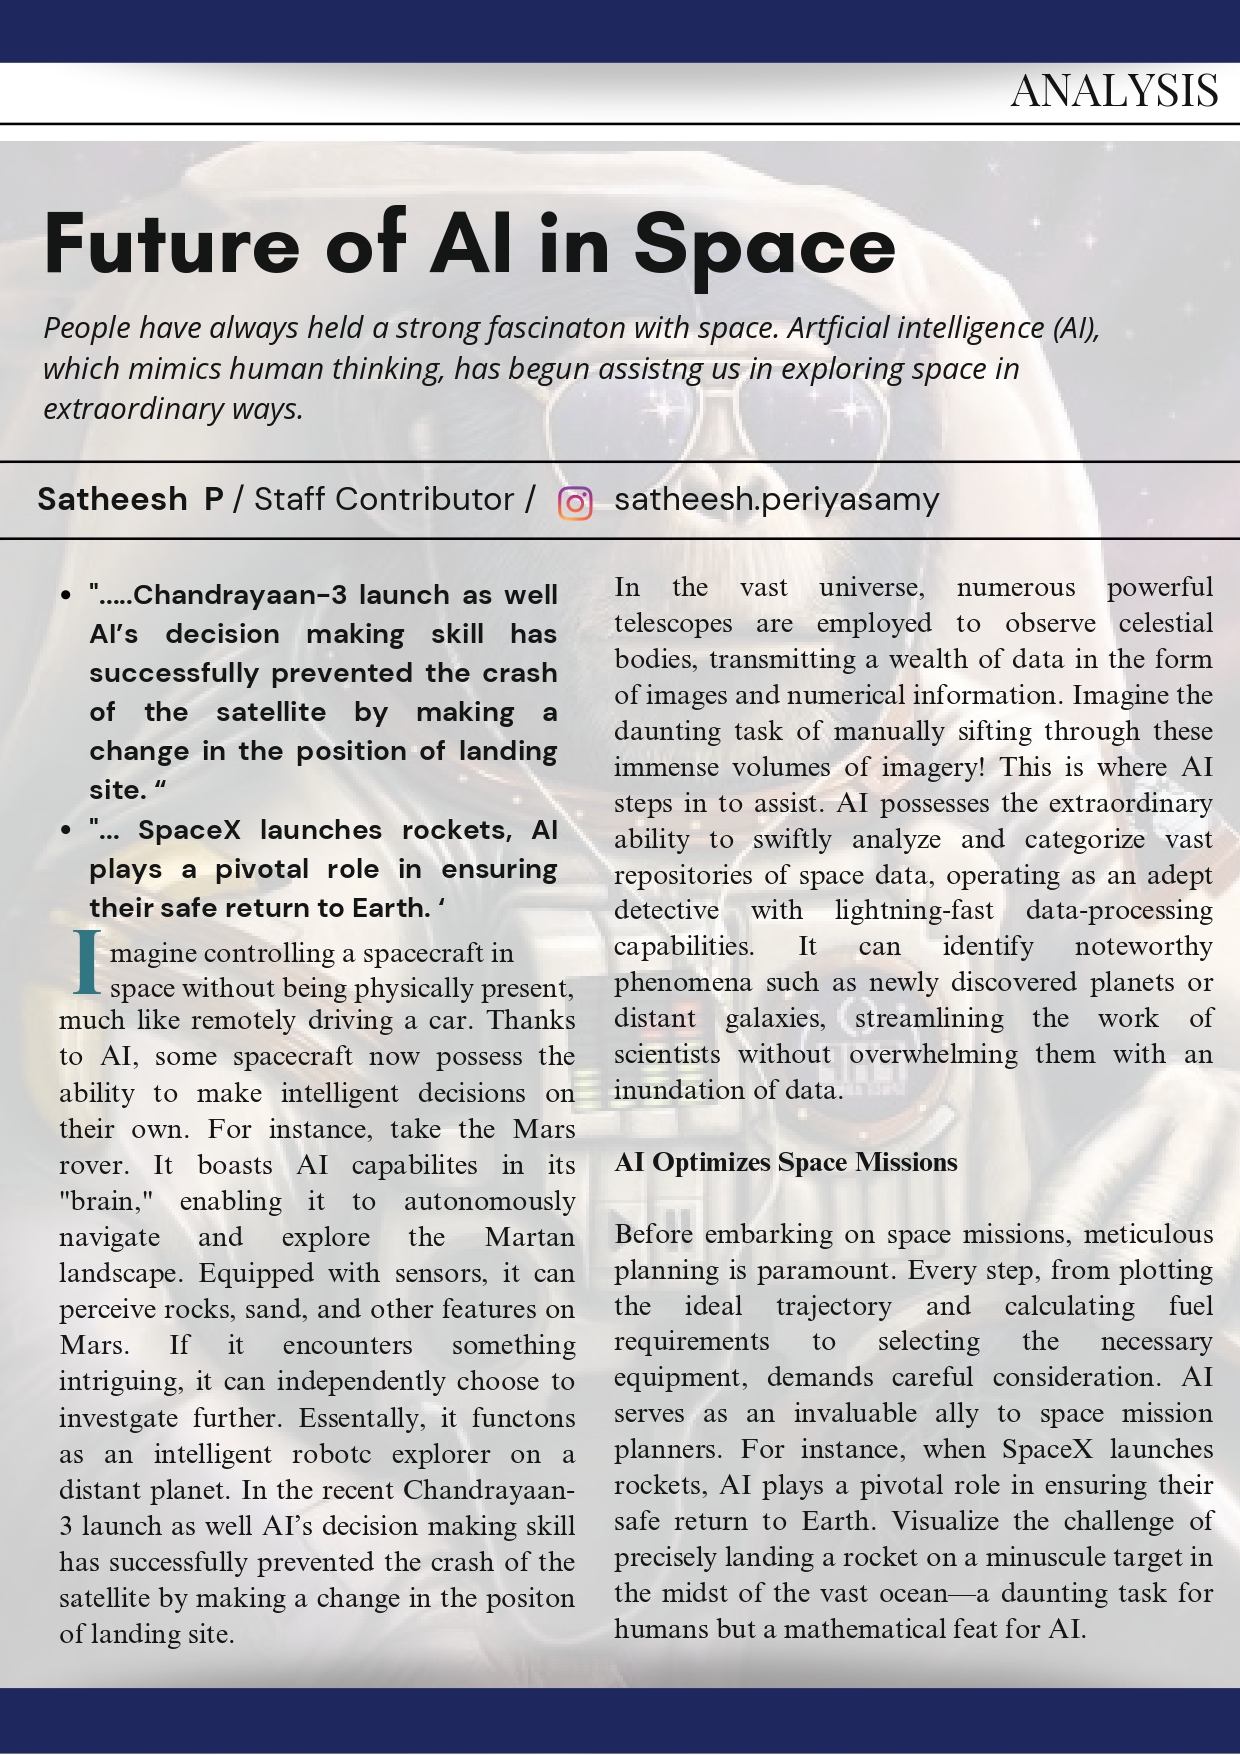 ANALYSIS
Future of AI in Space
People have always held a strong fascinaton with space. Artficial intelligence (AI),
which mimics human thinking, has begun assistng us in exploring space in
extraordinary ways.
Satheesh P / Staff Contributor / satheesh.periyasamy
• ".....Chandrayaan-3 launch as well
AI’s decision making skill has
successfully prevented the crash
of the satellite by making a
change in the position of landing
site. “
• "... SpaceX launches rockets, AI
plays a pivotal role in ensuring
their safe return to Earth. ‘
Imagine controlling a spacecraft in
space without being physically present,
much like remotely driving a car. Thanks
to AI, some spacecraft now possess the
ability to make intelligent decisions on
their own. For instance, take the Mars
rover. It boasts AI capabilites in its
"brain," enabling it to autonomously
navigate and explore the Martan
landscape. Equipped with sensors, it can
perceive rocks, sand, and other features on
Mars. If it encounters something
intriguing, it can independently choose to
investgate further. Essentally, it functons
as an intelligent robotc explorer on a
distant planet. In the recent Chandrayaan-
3 launch as well AI’s decision making skill
has successfully prevented the crash of the
satellite by making a change in the positon
of landing site.
In the vast universe, numerous powerful
telescopes are employed to observe celestial
bodies, transmitting a wealth of data in the form
of images and numerical information. Imagine the
daunting task of manually sifting through these
immense volumes of imagery! This is where AI
steps in to assist. AI possesses the extraordinary
ability to swiftly analyze and categorize vast
repositories of space data, operating as an adept
detective with lightning-fast data-processing
capabilities. It can identify noteworthy
phenomena such as newly discovered planets or
distant galaxies, streamlining the work of
scientists without overwhelming them with an
inundation of data.
AI Optimizes Space Missions
Before embarking on space missions, meticulous
planning is paramount. Every step, from plotting
the ideal trajectory and calculating fuel
requirements to selecting the necessary
equipment, demands careful consideration. AI
serves as an invaluable ally to space mission
planners. For instance, when SpaceX launches
rockets, AI plays a pivotal role in ensuring their
safe return to Earth. Visualize the challenge of
precisely landing a rocket on a minuscule target in
the midst of the vast ocean—a daunting task for
humans but a mathematical feat for AI.